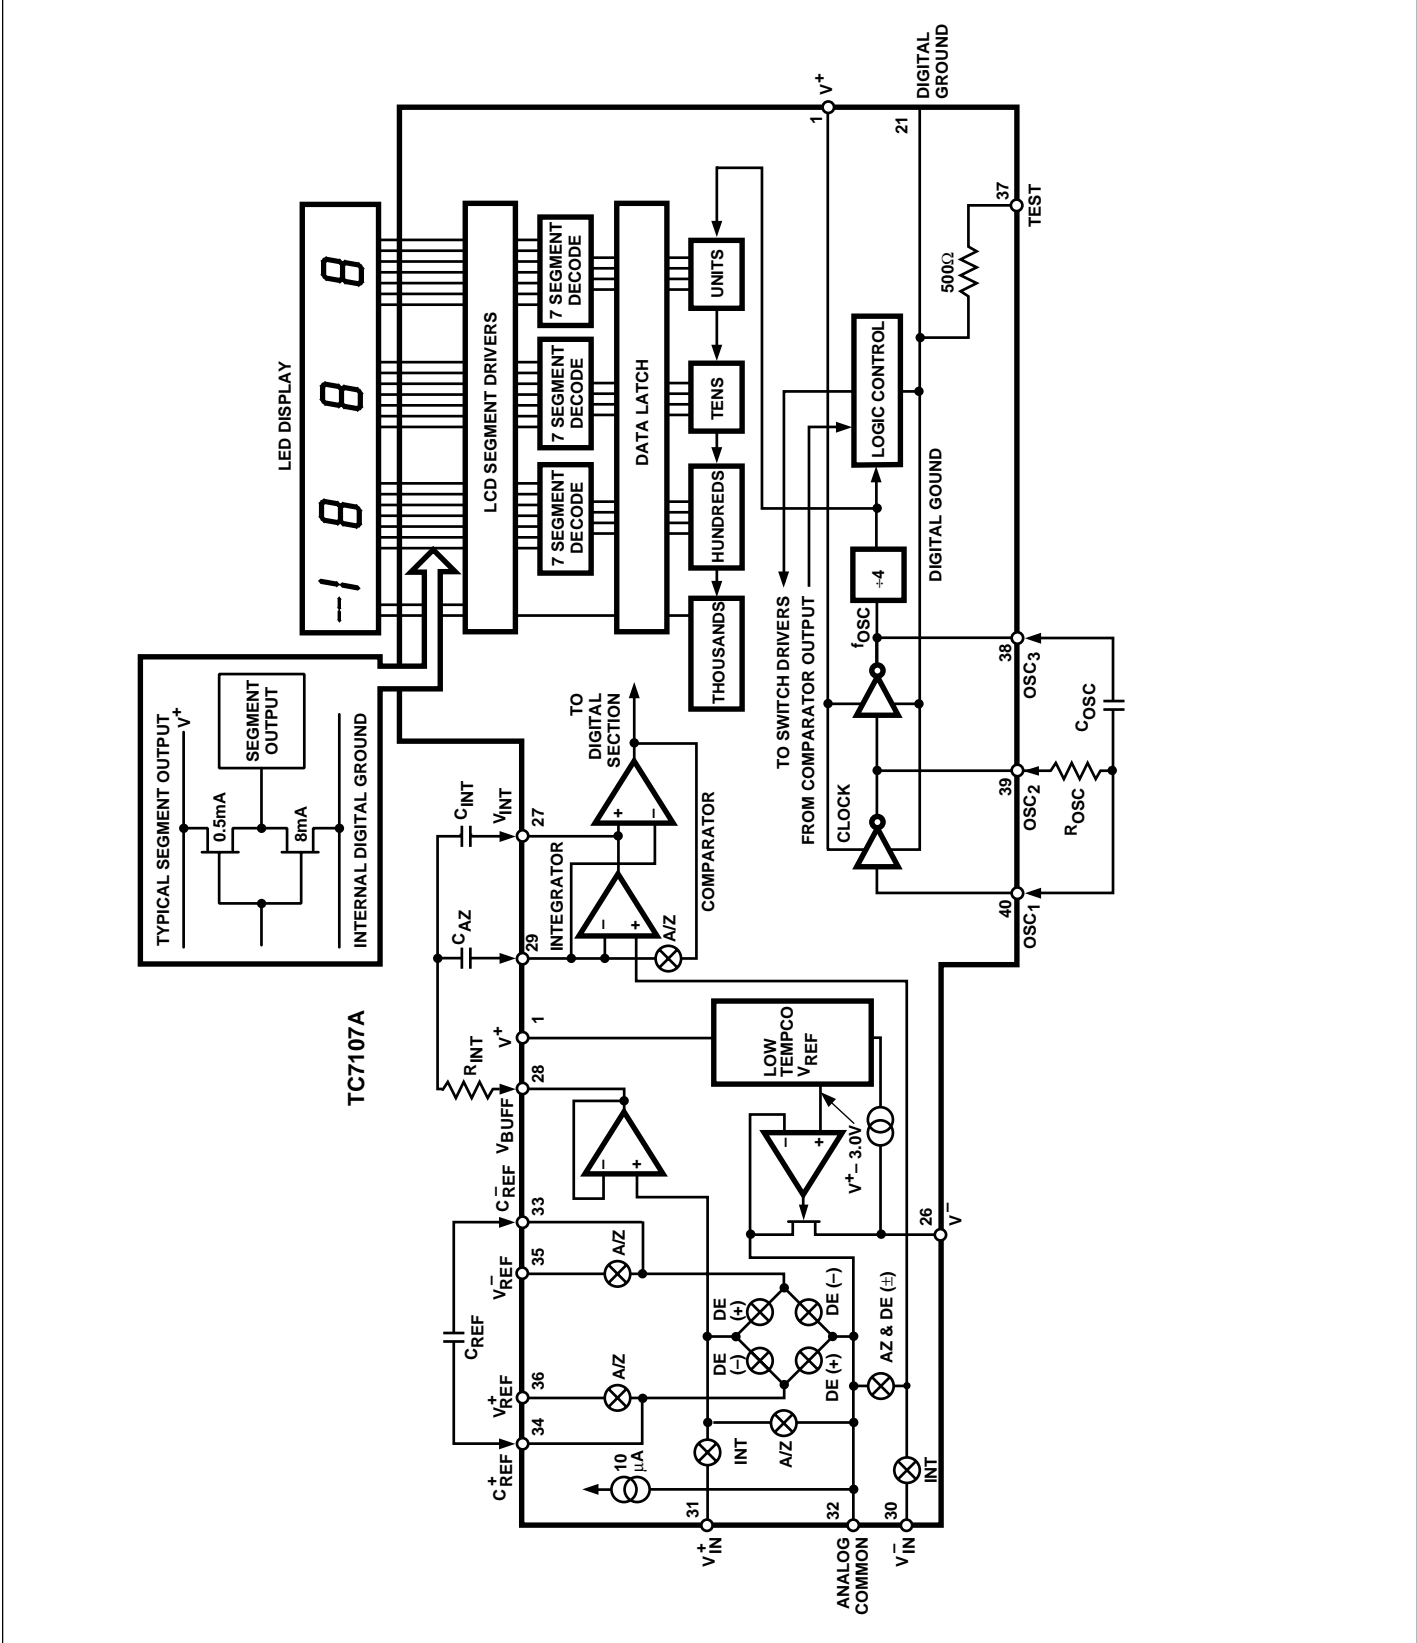 TC7107A
TYPICAL SEGMENT OUTPUT
V+
0.5mA
SEGMENT
OUTPUT
8mA
INTERNAL DIGITAL GROUND
LED DISPLAY
LCD SEGMENT DRIVERS
7 SEGMENT
DECODE
7 SEGMENT
DECODE
7 SEGMENT
DECODE
DATA LATCH
THOUSANDS
HUNDREDS
TENS
UNITS
TO SWITCH DRIVERS
FROM COMPARATOR OUTPUT
CLOCK
fOSC
÷4
LOGIC CONTROL
DIGITAL GOUND
V+
1
21
DIGITAL
GROUND
500Ω
37
TEST
40
OSC1
39
OSC2
38
OSC3
ROSC
COSC
CREF
RINT
CAZ
CINT
C+REF
34
V+REF
36
V–REF
35
C–REF
33
VBUFF
28
V+
1
29
VINT
27
INTEGRATOR
–
+
TO
DIGITAL
SECTION
+
–
COMPARATOR
A/Z
–
+
A/Z
A/Z
10
μA
DE
(–)
DE
(+)
DE (+)
DE (–)
INT
A/Z
AZ & DE (±)
INT
LOW
TEMPCO
VREF
–
+
V+– 3.0V
31
V+IN
32
ANALOG
COMMON
30
V–IN
26
V–